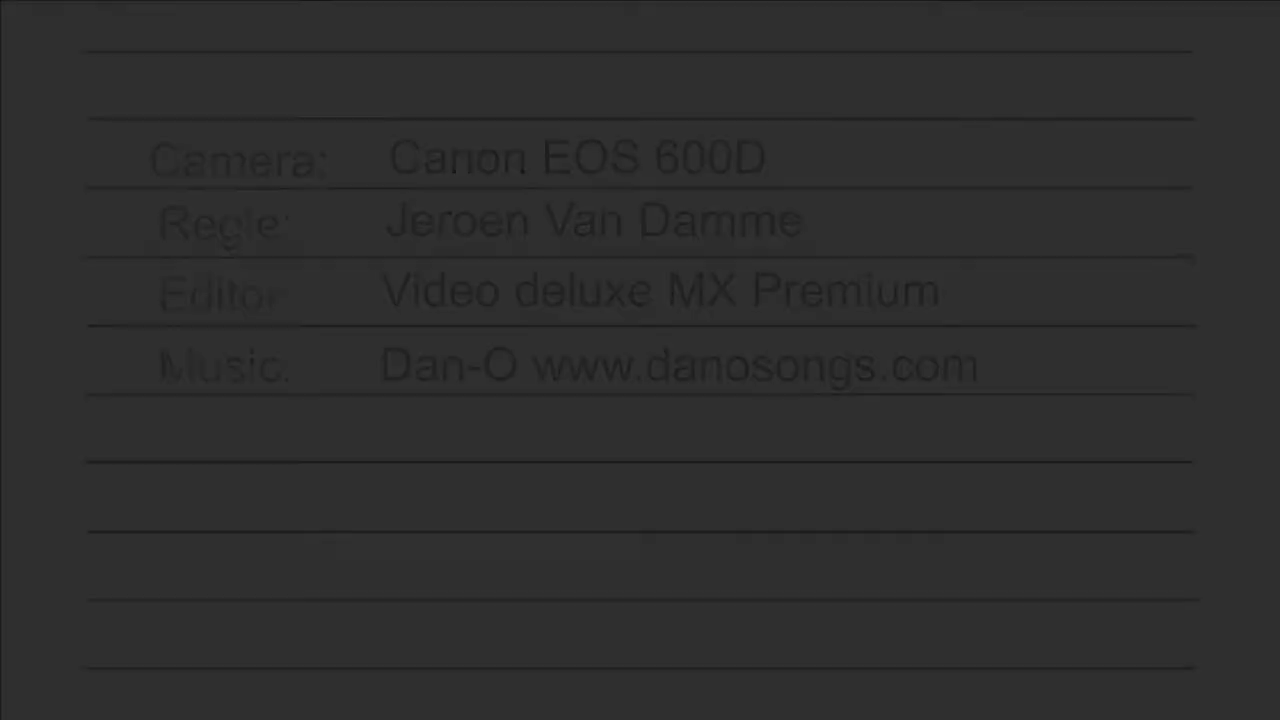 Camera: Canon EOS 600D
Regie: Jeroen Van Damme
Editor: Video deluxe MX Premium
Music: Dan-O www.danosongs.com